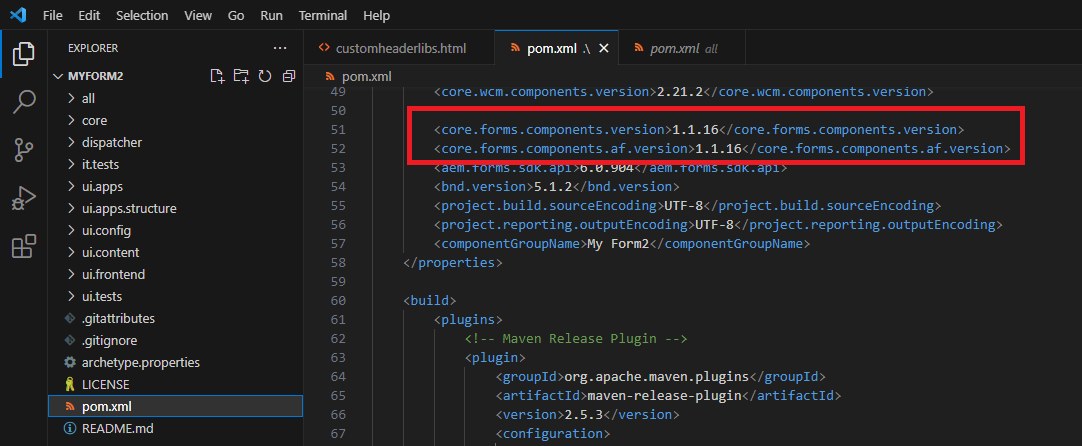 File Edit Selection View Go Run Terminal Help
EXPLORER ...
MYFORM2
all
core
dispatcher
it.tests
ui.apps
ui.apps.structure
ui.config
ui.content
ui.frontend
ui.tests
.gitattributes
.gitignore
archetype.properties
LICENSE
pom.xml
README.md
customheaderlibs.html pom.xml .\ pom.xml all
pom.xml
49 <core.wcm.components.version>2.21.2</core.wcm.components.version>
50
51 <core.forms.components.version>1.1.16</core.forms.components.version>
52 <core.forms.components.af.version>1.1.16</core.forms.components.af.version>
53 <aem.forms.sdk.api>6.0.904</aem.forms.sdk.api>
54 <bnd.version>5.1.2</bnd.version>
55 <project.build.sourceEncoding>UTF-8</project.build.sourceEncoding>
56 <project.reporting.outputEncoding>UTF-8</project.reporting.outputEncoding>
57 <componentGroupName>My Form2</componentGroupName>
58 </properties>
59
60 <build>
61 <plugins>
62 <!-- Maven Release Plugin -->
63 <plugin>
64 <groupId>org.apache.maven.plugins</groupId>
65 <artifactId>maven-release-plugin</artifactId>
66 <version>2.5.3</version>
67 <configuration>